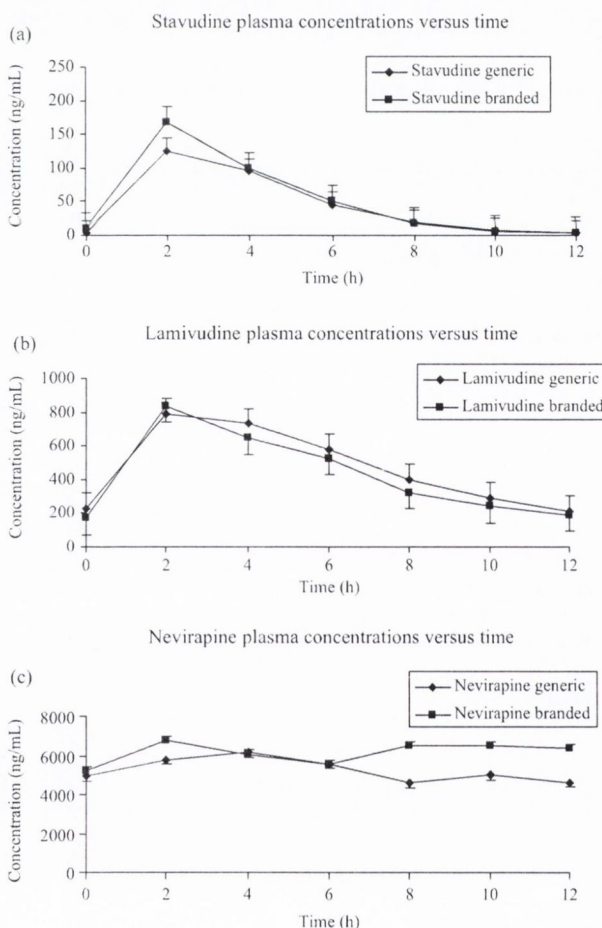 (a)
Stavudine plasma concentrations versus time
Stavudine generic
Stavudine branded
Concentration (ng/mL)
250
200
150
100
50
0
0 2 4 6 8 10 12
Time (h)
(b)
Lamivudine plasma concentrations versus time
Lamivudine generic
Lamivudine branded
Concentration (ng/mL)
1000
800
600
400
200
0
0 2 4 6 8 10 12
Time (h)
Nevirapine plasma concentrations versus time
(c)
Nevirapine generic
Nevirapine branded
Concentration (ng/mL)
8000
6000
4000
2000
0
0 2 4 6 8 10 12
Time (h)